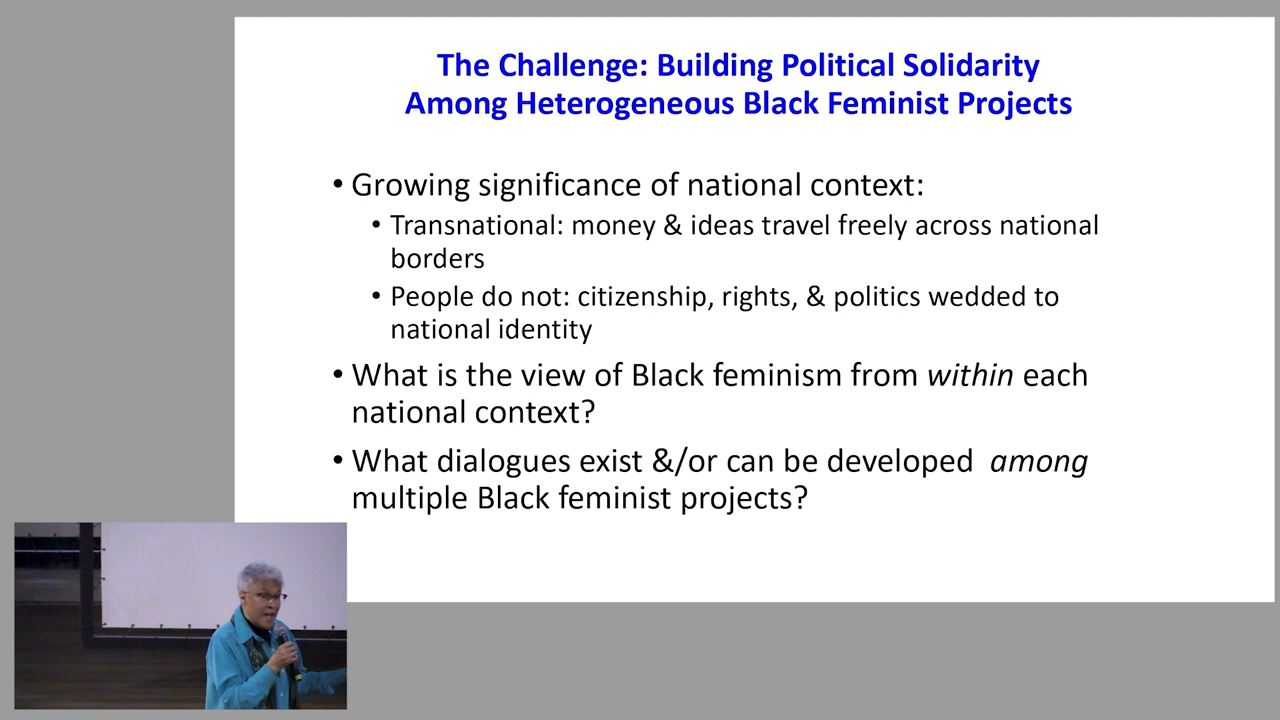 The Challenge: Building Political Solidarity
Among Heterogeneous Black Feminist Projects
• Growing significance of national context:
• Transnational: money & ideas travel freely across national
borders
• People do not: citizenship, rights, & politics wedded to
national identity
• What is the view of Black feminism from within each
national context?
• What dialogues exist &/or can be developed among
multiple Black feminist projects?